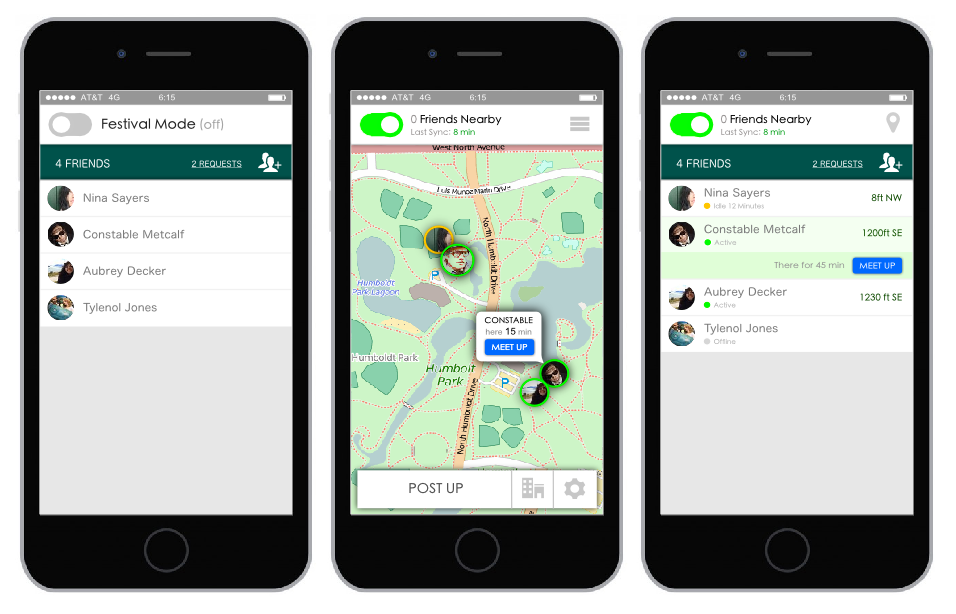 AT&T 4G 6:15
Festival Mode (off)
4 FRIENDS 2 REQUESTS
Nina Sayers
Constable Metcalf
Aubrey Decker
Tylenol Jones
AT&T 4G 6:15
0 Friends Nearby
Last Sync: 8 min
West North Avenue
Luis Munoz Marin Drive
North Humboldt Drive
P
Humboldt
Park Lagoon
CONSTABLE
here 15 min
MEET UP
Humboldt Park
Humbolt
Park
P
North Humboldt Drive
POST UP
AT&T 4G 6:15
0 Friends Nearby
Last Sync: 8 min
4 FRIENDS 2 REQUESTS
Nina Sayers
Idle 12 Minutes
8ft NW
Constable Metcalf
Active
1200ft SE
There for 45 min MEET UP
Aubrey Decker
Active
1230 ft SE
Tylenol Jones
Offline